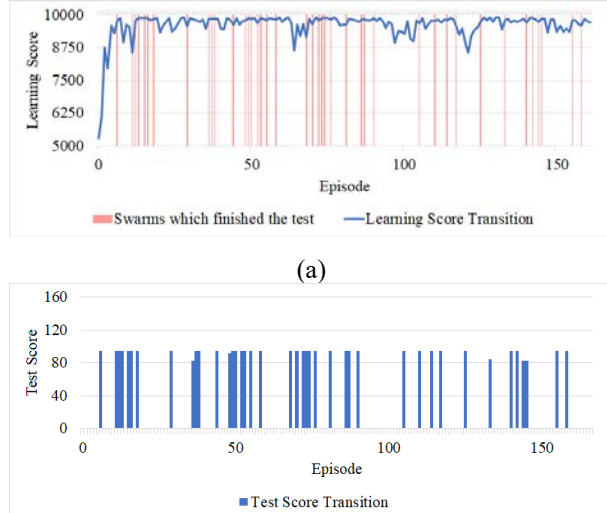 10000
8750
7500
6250
5000
Learning Score
0 50 100 150
Episode
Swarms which finished the test Learning Score Transition
(a)
160
120
80
40
0
Test Score
0 50 100 150
Episode
Test Score Transition